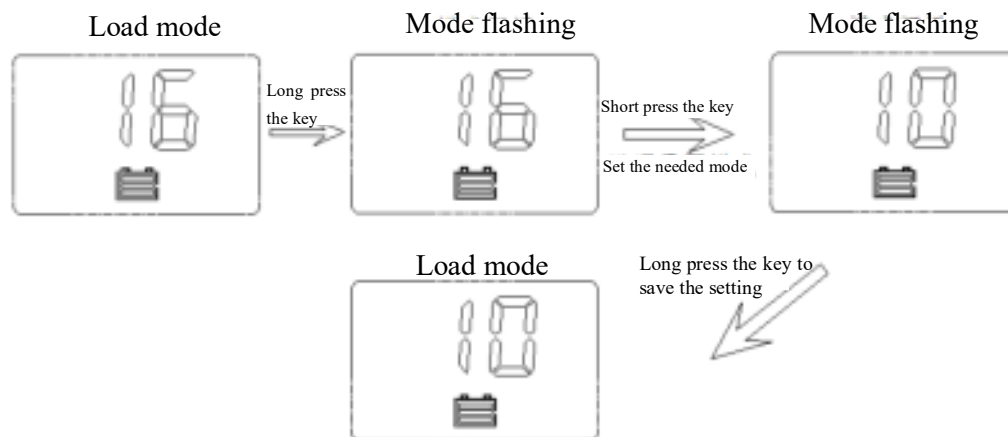 Load mode
Mode flashing
Mode flashing
16
Long press
the key
16
Short press the key
Set the needed mode
10
Load mode
Long press the key to
save the setting
10